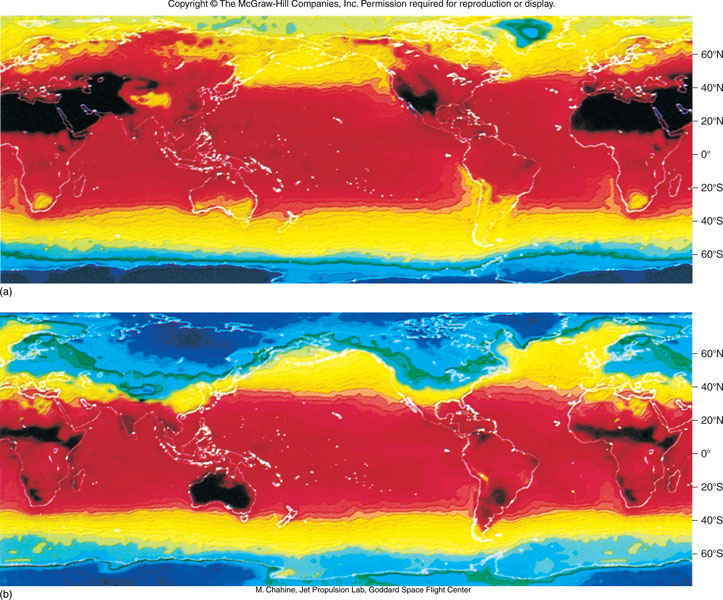 Copyright © The McGraw-Hill Companies, Inc. Permission required for reproduction or display.
60°N
40°N
20°N
0°
20°S
40°S
60°S
(a)
60°N
40°N
20°N
0°
20°S
40°S
60°S
(b)
M. Chahine, Jet Propulsion Lab, Goddard Space Flight Center